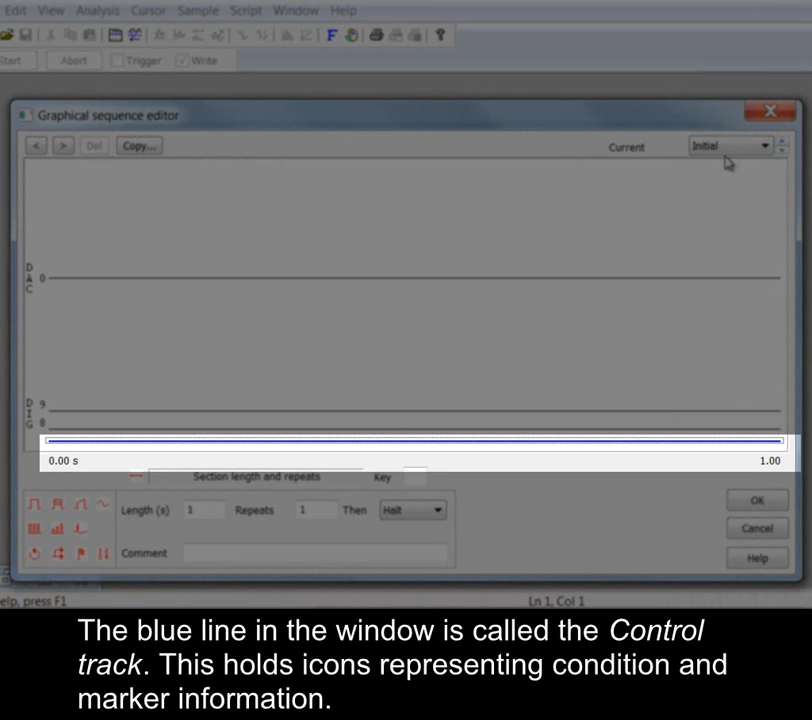 Edit View Analysis Cursor Sample Script Window Help
F ?
Start Abort Trigger Write
Graphical sequence editor X
< > Del Copy... Current Initial
DAC 0
DIG 9
8
0.00 s 1.00
Section length and repeats Key
Length (s) 1 Repeats 1 Then Halt OK
Cancel
Comment Help
elp, press F1 Ln 1, Col 1
The blue line in the window is called the Control
track. This holds icons representing condition and
marker information.